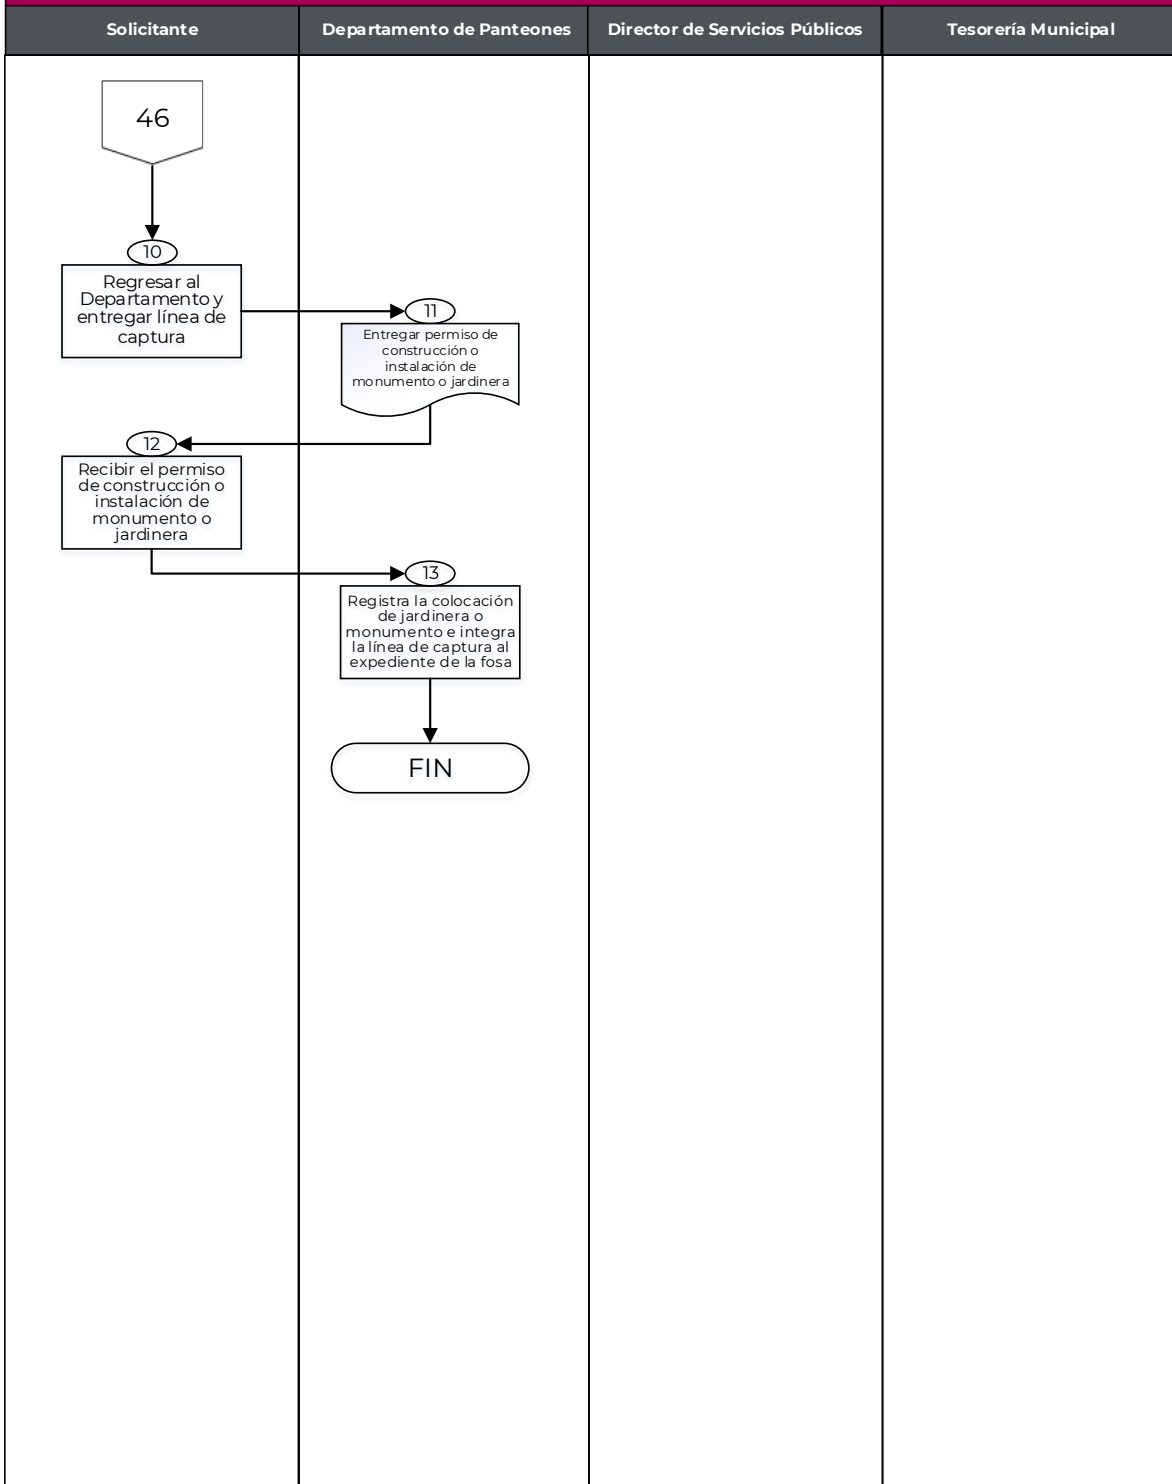 Solicitante
Departamento de Panteones
Director de Servicios Públicos
Tesorería Municipal
46
10
Regresar al
Departamento y
entregar línea de
captura
11
Entregar permiso de
construcción o
instalación de
monumento o jardinera
12
Recibir el permiso
de construcción o
instalación de
monumento o
jardinera
13
Registra la colocación
de jardinera o
monumento e integra
la línea de captura al
expediente de la fosa
FIN